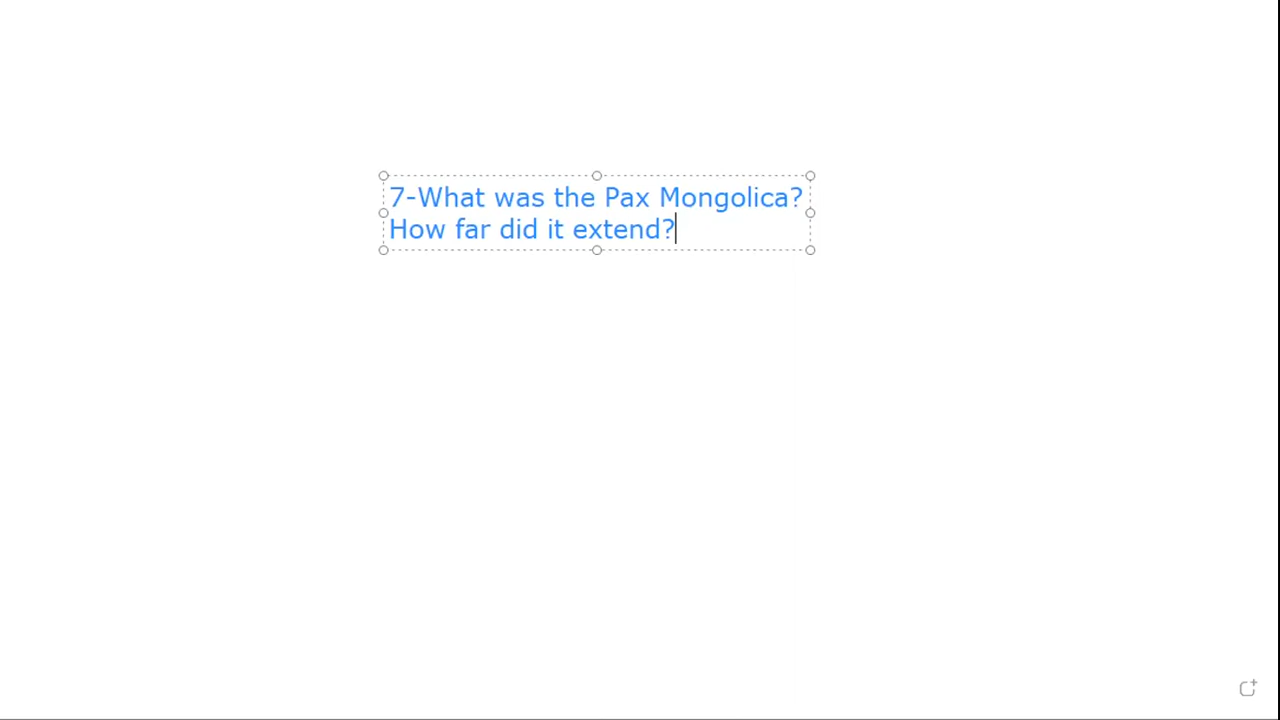 7-What was the Pax Mongolica?
How far did it extend?